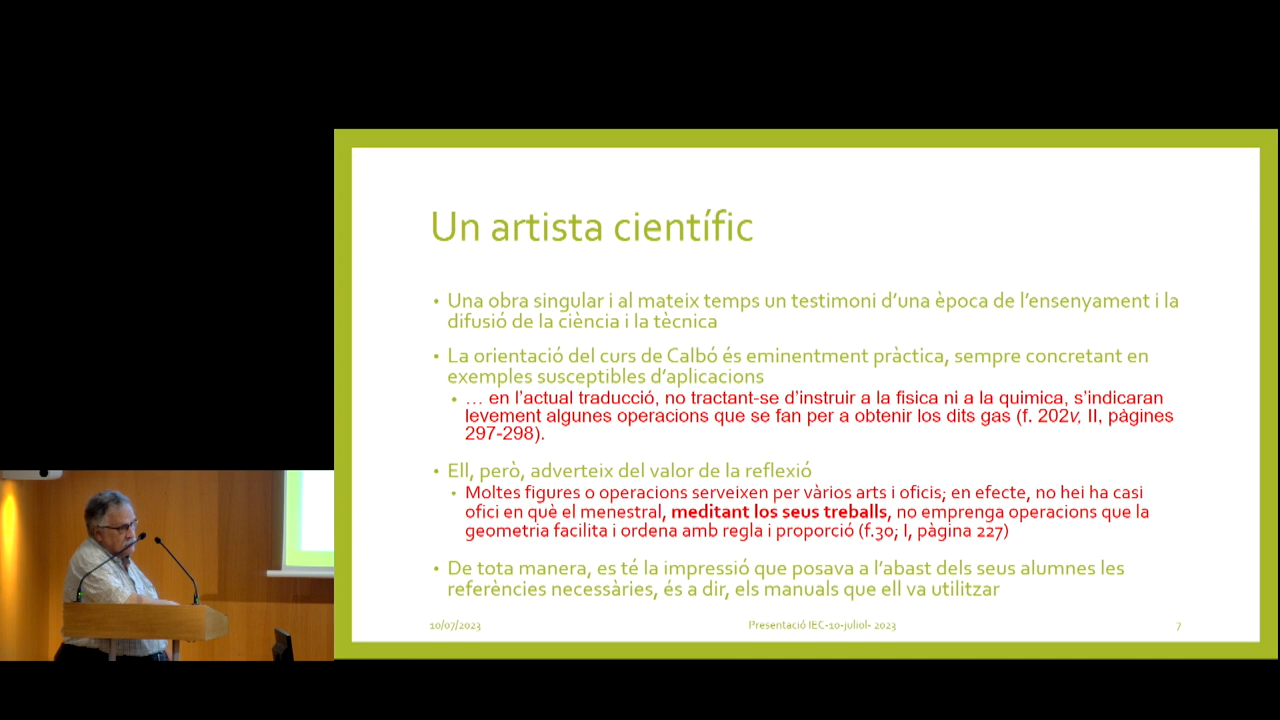 Un artista científic
• Una obra singular i al mateix temps un testimoni d'una època de l'ensenyament i la
difusió de la ciència i la tècnica
• La orientació del curs de Calbó és eminentment pràctica, sempre concretant en
exemples susceptibles d'aplicacions
• … en l'actual traducció, no tractant-se d'instruir a la fisica ni a la quimica, s'indicaran
levement algunes operacions que se fan per a obtenir los dits gas (f. 202v, II, pàgines
297-298).
• Ell, però, adverteix del valor de la reflexió
• Moltes figures o operacions serveixen per vàrios arts i oficis; en efecte, no hei ha casi
ofici en què el menestral, meditant los seus treballs, no emprenga operacions que la
geometria facilita i ordena amb regla i proporció (f.30; I, pàgina 227)
• De tota manera, es té la impressió que posava a l'abast dels seus alumnes les
referències necessàries, és a dir, els manuals que ell va utilitzar
10/07/2023
Presentació IEC-10-juliol- 2023
7